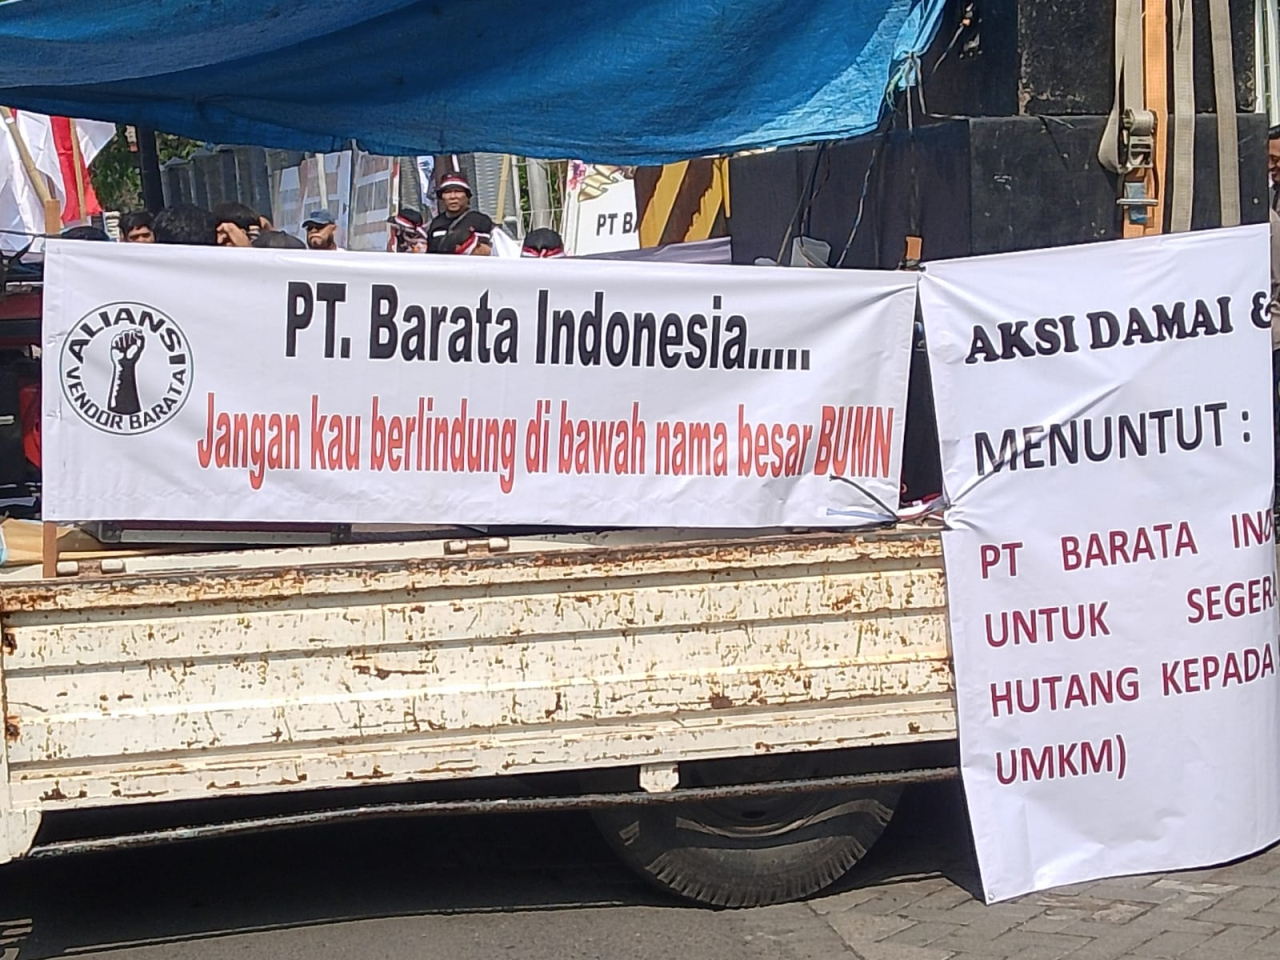 ALIANSI
VENDOR BARATA
PT. Barata Indonesia.....
Jangan kau berlindung di bawah nama besar BUMN
AKSI DAMAI &
MENUNTUT :
PT BARATA
UNTUK
HUTANG KEPADA
UMKM)
PT